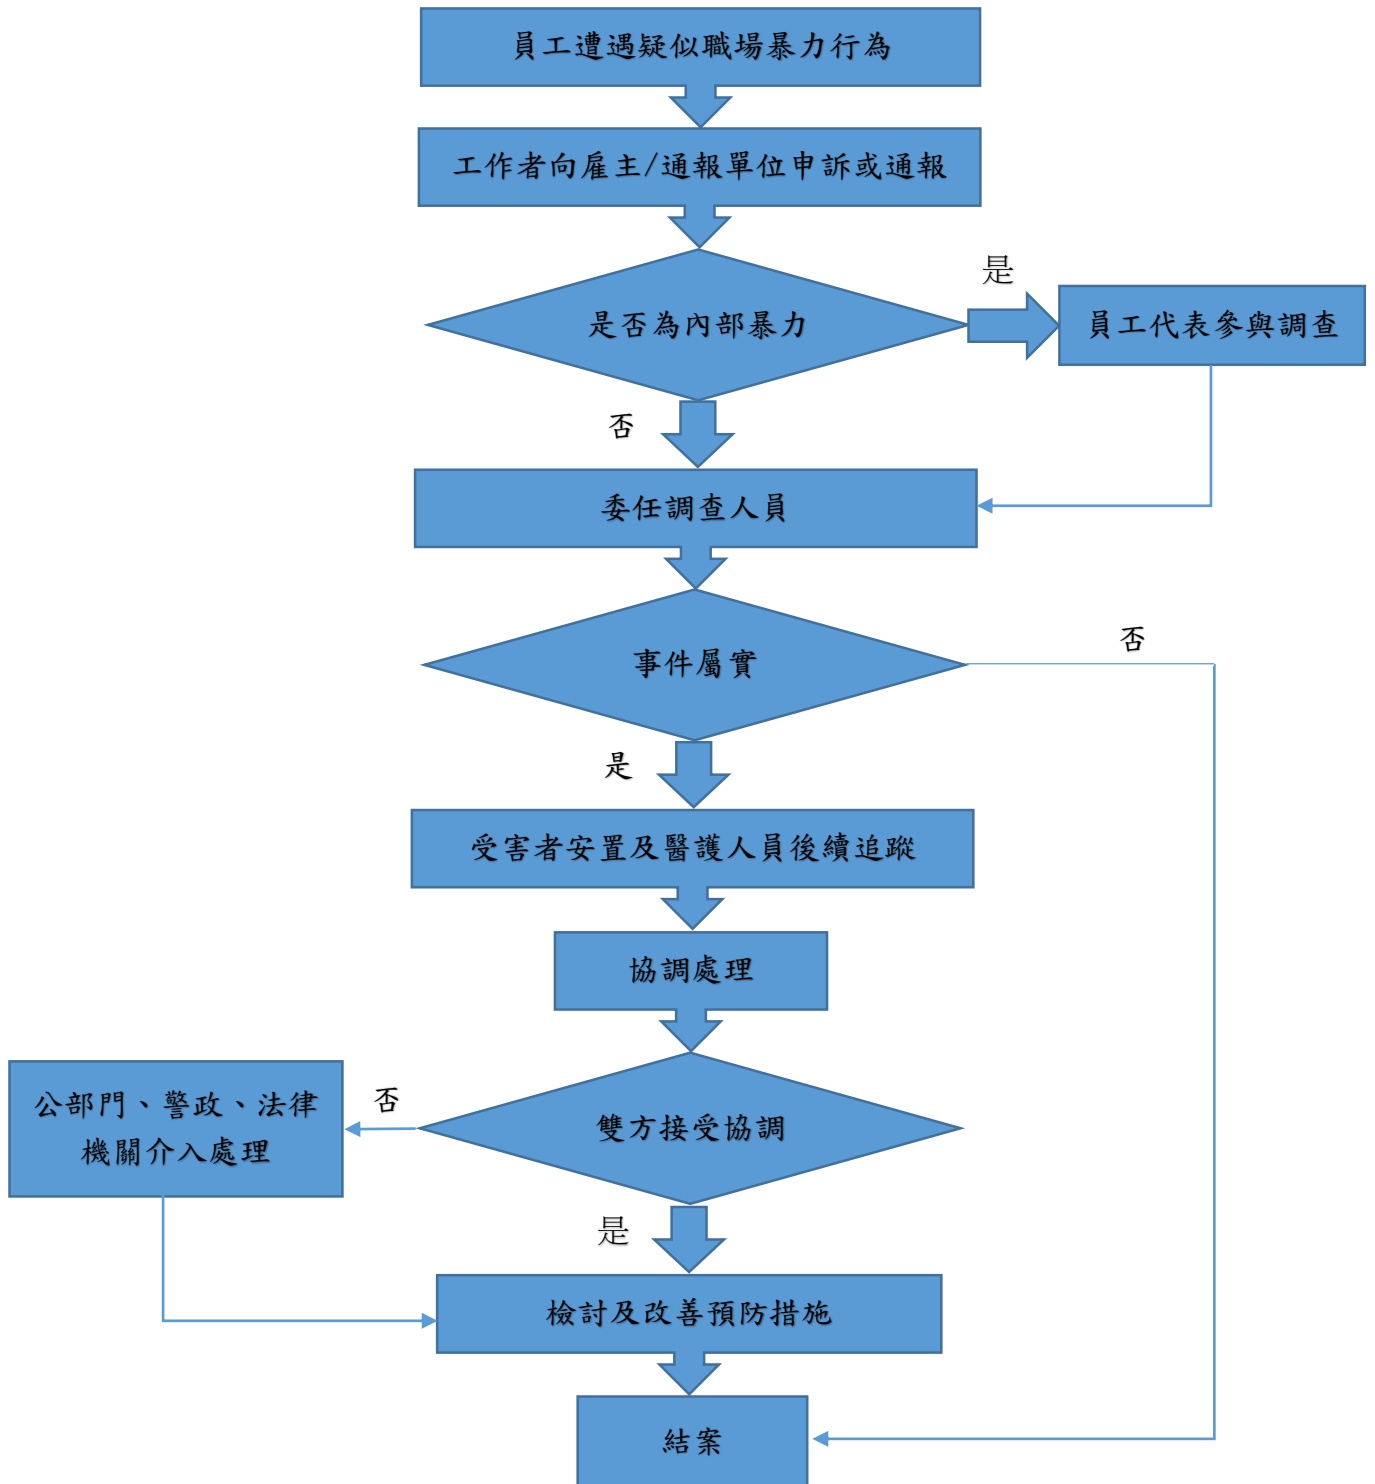 員工遭遇疑似職場暴力行為
工作者向雇主/通報單位申訴或通報
是
是否為內部暴力
員工代表參與調查
否
委任調查人員
否
事件屬實
是
受害者安置及醫護人員後續追蹤
協調處理
公部門、警政、法律
機關介入處理
否
雙方接受協調
是
檢討及改善預防措施
結案